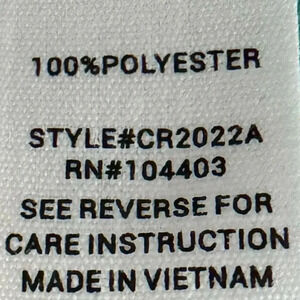 100%POLYESTER
STYLE#CR2022A
RN#104403
SEE REVERSE FOR
CARE INSTRUCTION
MADE IN VIETNAM